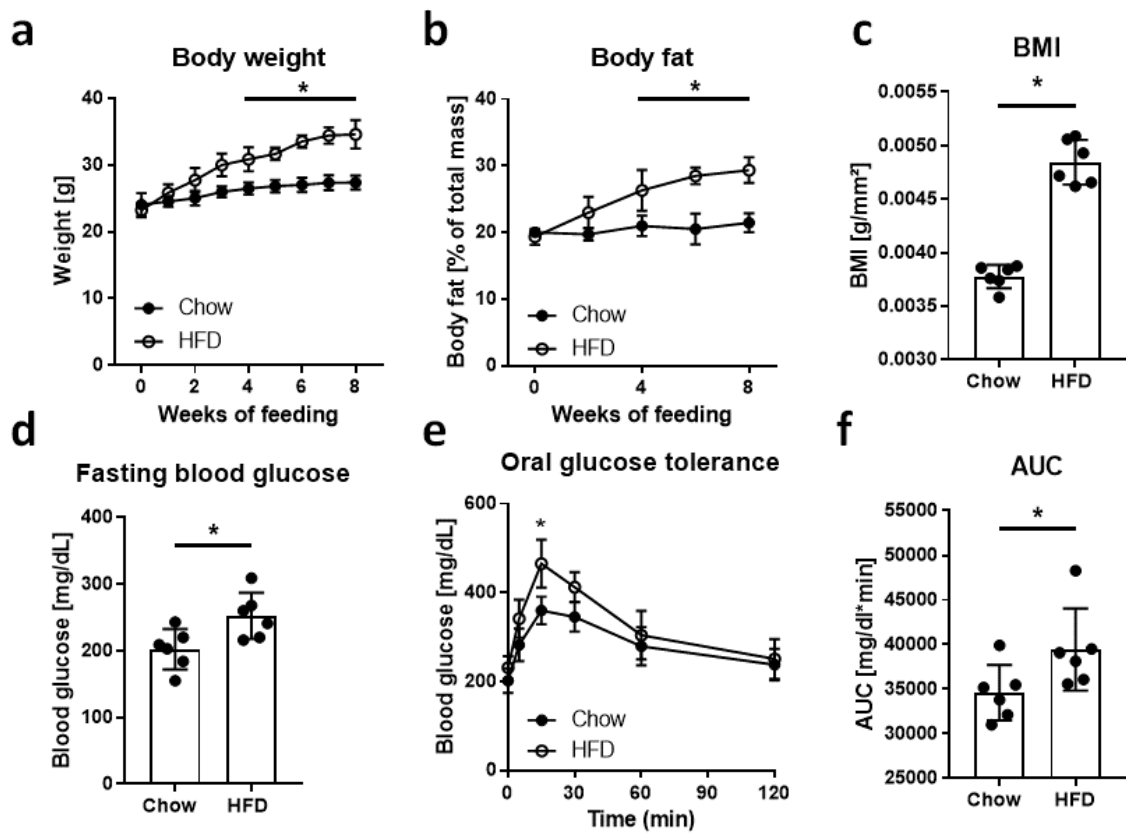 a
Body weight
*
40
30
20
10
0
Weight [g]
Chow
HFD
0 2 4 6 8
Weeks of feeding
b
Body fat
*
40
30
20
10
0
Body fat [% of total mass]
Chow
HFD
0 4 8
Weeks of feeding
c
BMI
*
0.0055
0.0050
0.0045
0.0040
0.0035
0.0030
BMI [g/mm²]
Chow HFD
d
Fasting blood glucose
*
400
300
200
100
0
Blood glucose [mg/dL]
Chow HFD
e
Oral glucose tolerance
*
600
400
200
0
Blood glucose [mg/dL]
Chow
HFD
0 30 60 90 120
Time (min)
f
AUC
*
55000
50000
45000
40000
35000
30000
25000
AUC [mg/dl*min]
Chow HFD